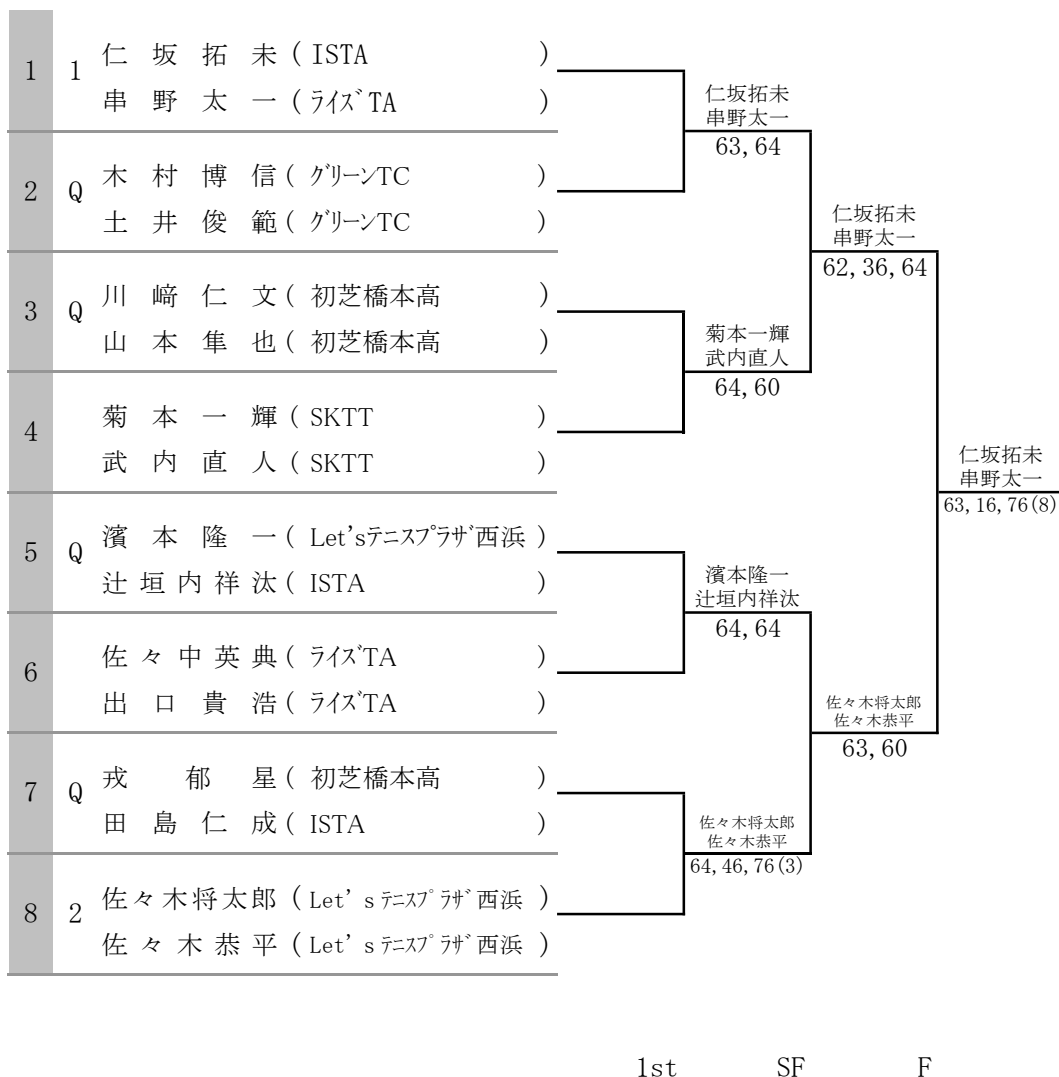 1 1 仁坂拓未 ( ISTA )
串野太一 ( ﾗｲｽﾞTA )
2 Q 木村博信 ( ｸﾞﾘｰﾝTC )
土井俊範 ( ｸﾞﾘｰﾝTC )
3 Q 川﨑仁文 ( 初芝橋本高 )
山本隼也 ( 初芝橋本高 )
4 菊本一輝 ( SKTT )
武内直人 ( SKTT )
5 Q 濱本隆一 ( Let'sﾃﾆｽﾌﾟﾗｻﾞ西浜 )
辻垣内祥汰 ( ISTA )
6 佐々中英典 ( ﾗｲｽﾞTA )
出口貴浩 ( ﾗｲｽﾞTA )
7 Q 戎郁星 ( 初芝橋本高 )
田島仁成 ( ISTA )
8 2 佐々木将太郎 ( Let' s ﾃﾆｽﾌﾟﾗｻﾞ西浜 )
佐々木恭平 ( Let' s ﾃﾆｽﾌﾟﾗｻﾞ西浜 )
仁坂拓未
串野太一
63, 64
菊本一輝
武内直人
64, 60
濱本隆一
辻垣内祥汰
64, 64
佐々木将太郎
佐々木恭平
64, 46, 76(3)
仁坂拓未
串野太一
62, 36, 64
佐々木将太郎
佐々木恭平
63, 60
仁坂拓未
串野太一
63, 16, 76(8)
1st SF F